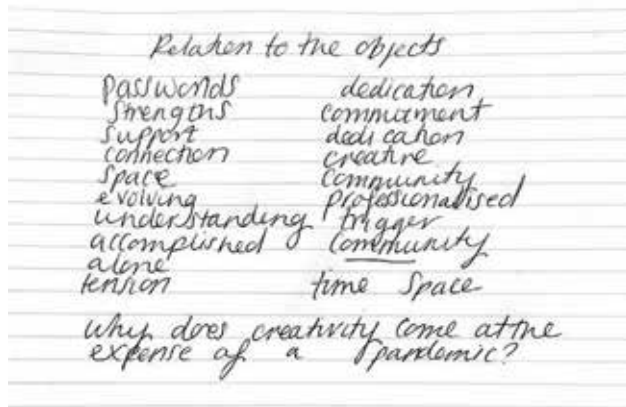 Relation to the objects
passwords dedication
strengths commitment
support dedication
connection creative
space community
evolving professionalised
understanding trigger
accomplished community
alone
tension time space
why does creativity come at the
expense of a pandemic?